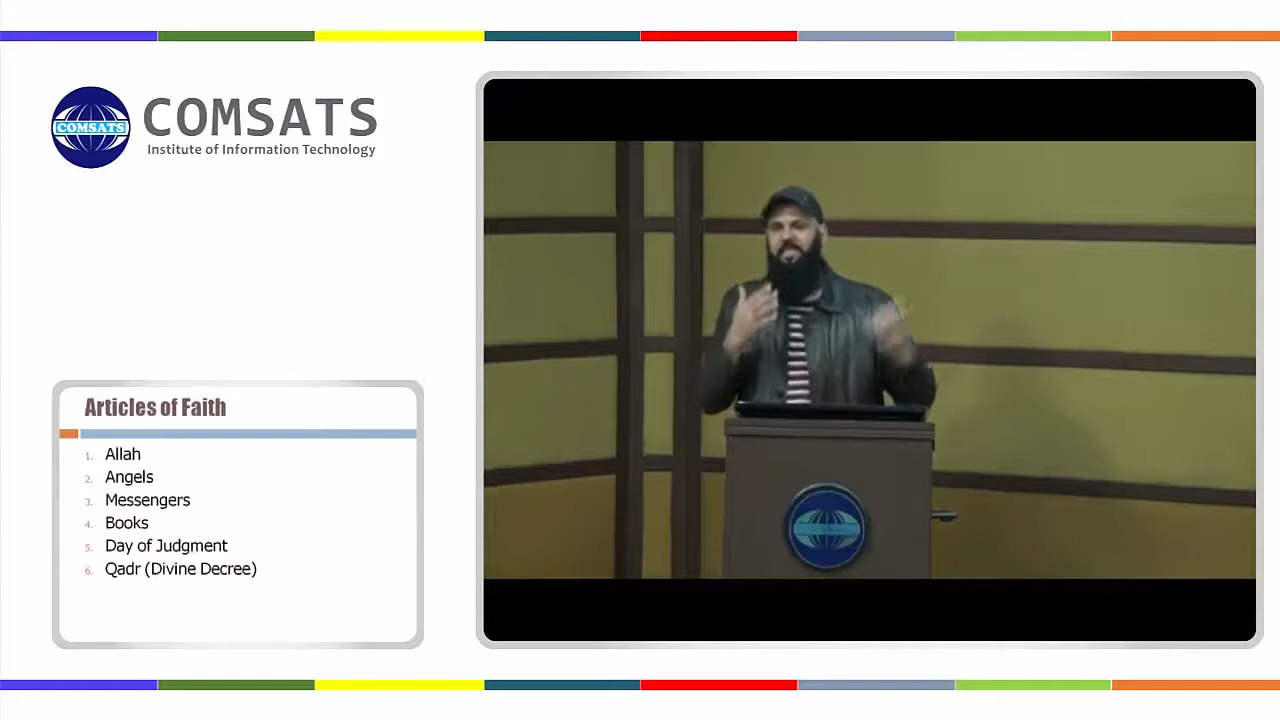 COMSATS
COMSATS
Institute of Information Technology
Articles of Faith
1. Allah
2. Angels
3. Messengers
4. Books
5. Day of Judgment
6. Qadr (Divine Decree)